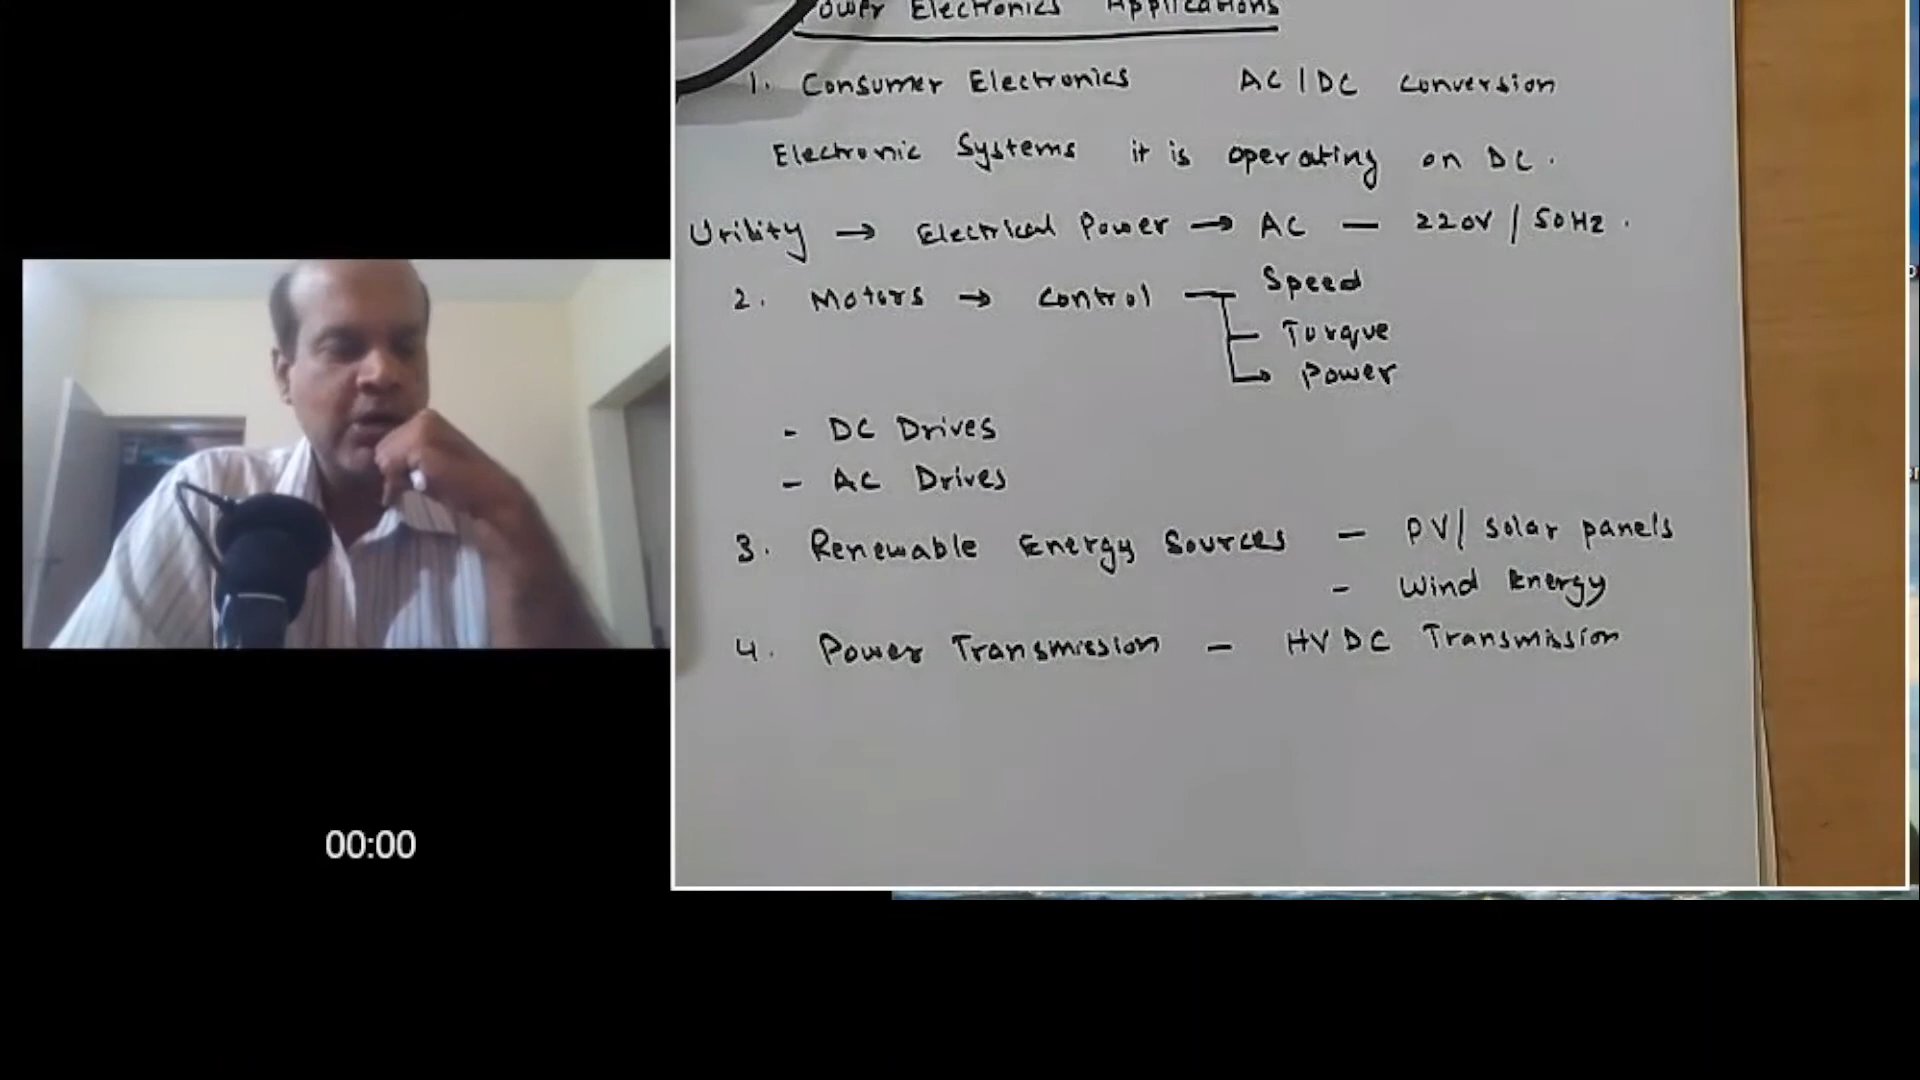 Power Electronics Applications
1. Consumer Electronics AC/DC Conversion
Electronic Systems it is operating on DC.
Utility → Electrical Power → AC — 220V / 50Hz.
2. Motors → Control Speed
Torque
Power
- DC Drives
- AC Drives
3. Renewable Energy Sources — PV/ Solar panels
- Wind Energy
4. Power Transmission — HVDC Transmission
00:00